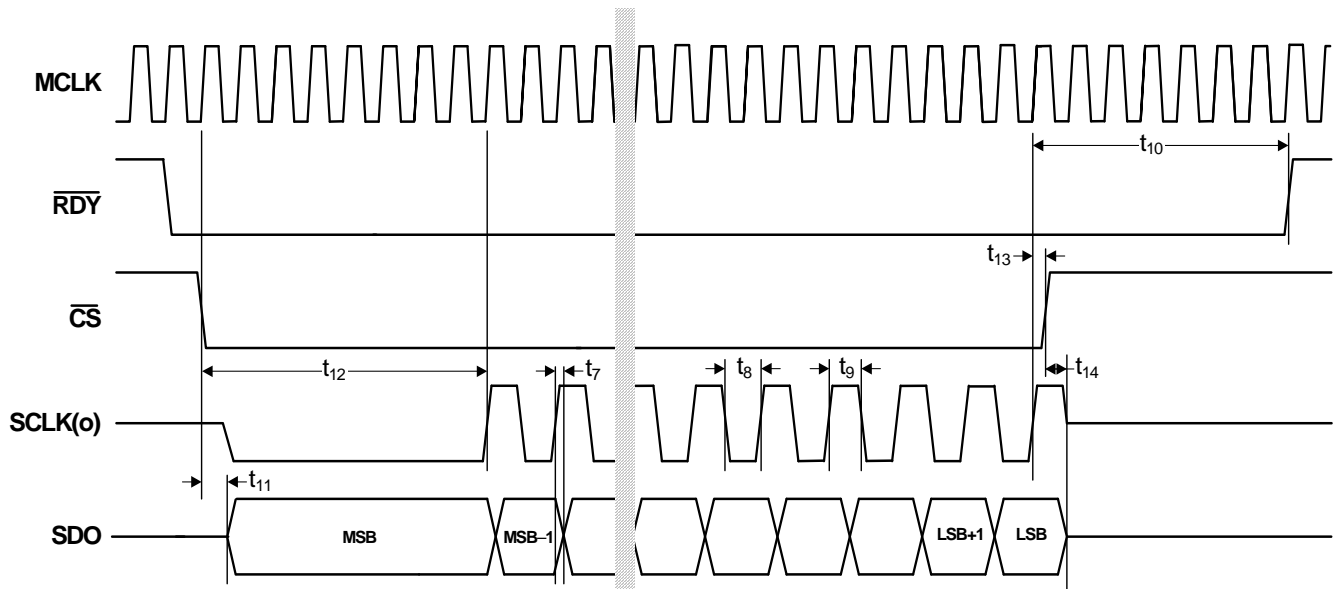 MCLK
t10
RDY
t13
CS
t12
t7
t8
t9
t14
SCLK(o)
t11
SDO
MSB
MSB–1
LSB+1
LSB